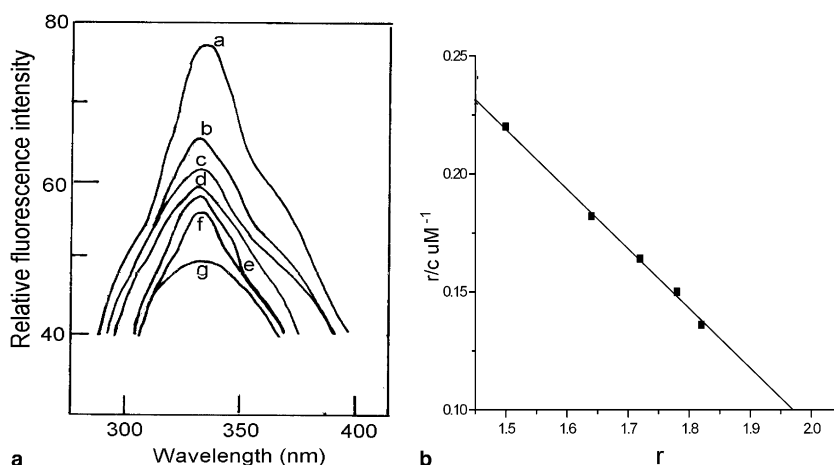 80
60
40
Relative fluorescence intensity
a
b
c
d
e
f
g
300
350
400
Wavelength (nm)
a
0.25
0.20
0.15
0.10
r/c uM⁻¹
1.5
1.6
1.7
1.8
1.9
2.0
r
b